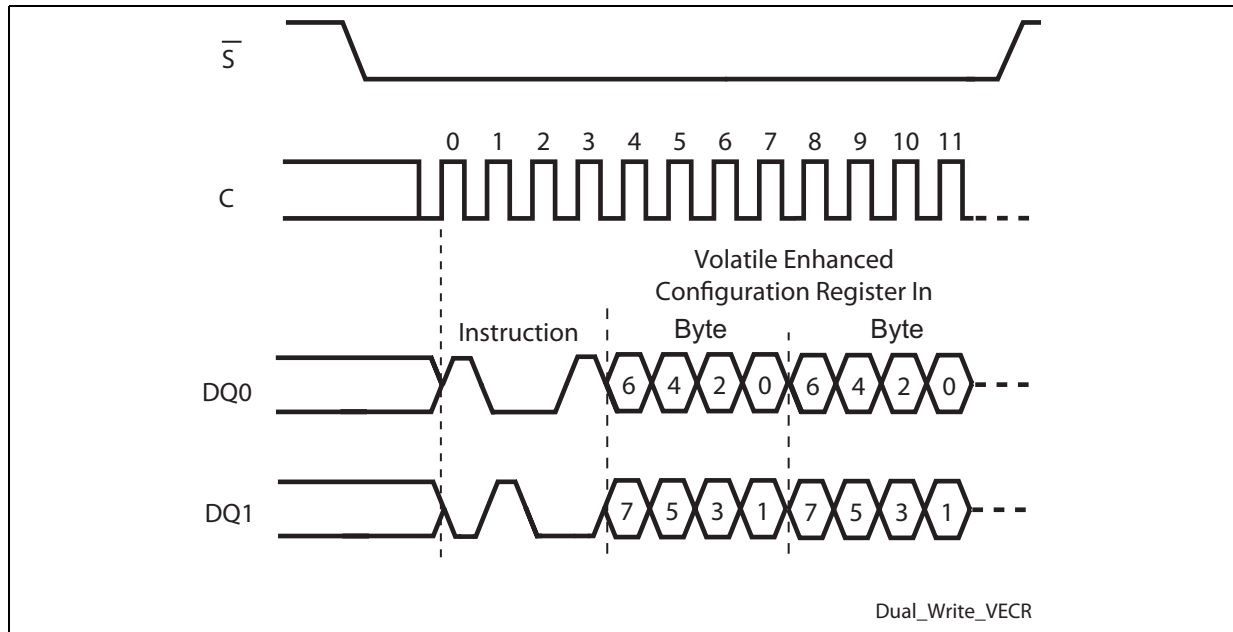 S
0 1 2 3 4 5 6 7 8 9 10 11
C
Volatile Enhanced
Configuration Register In
Instruction Byte Byte
DQ0 6 4 2 0 6 4 2 0
DQ1 7 5 3 1 7 5 3 1
Dual_Write_VECR